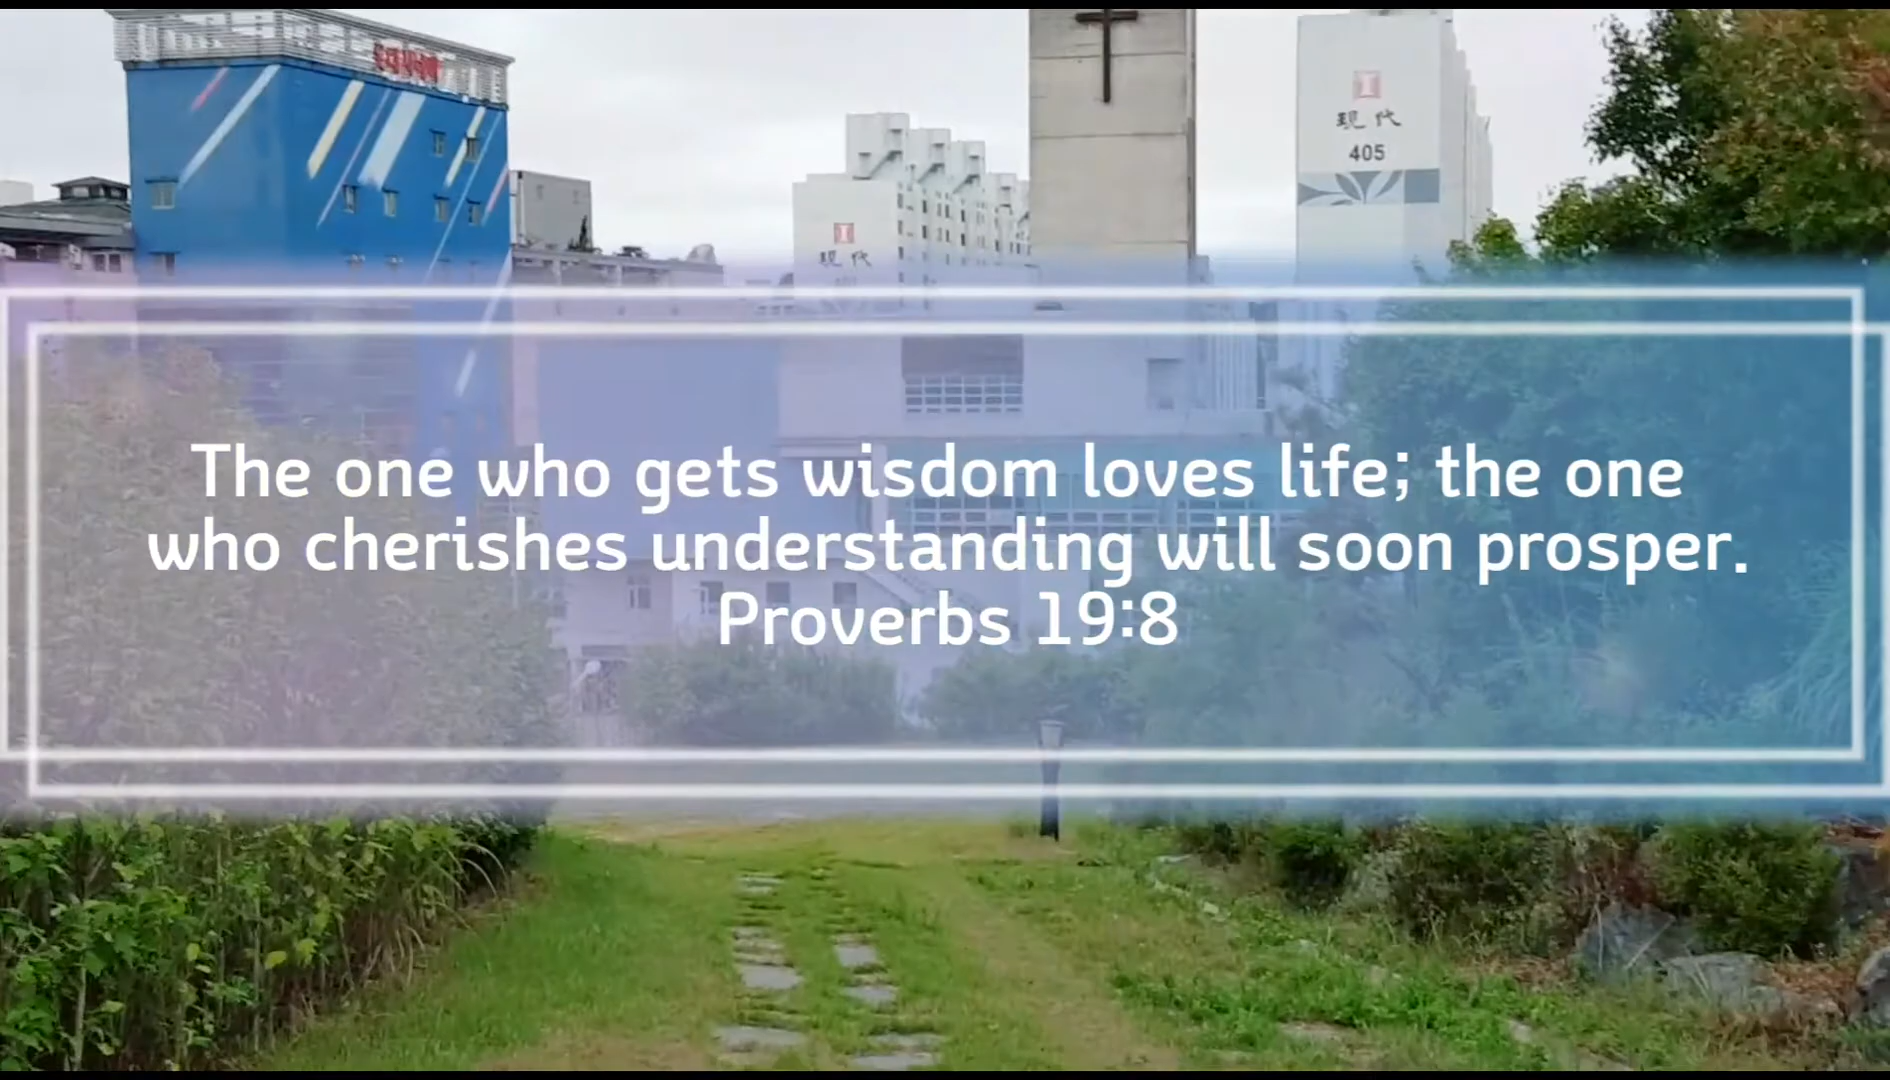 現代
405
現代
The one who gets wisdom loves life; the one
who cherishes understanding will soon prosper.
Proverbs 19:8